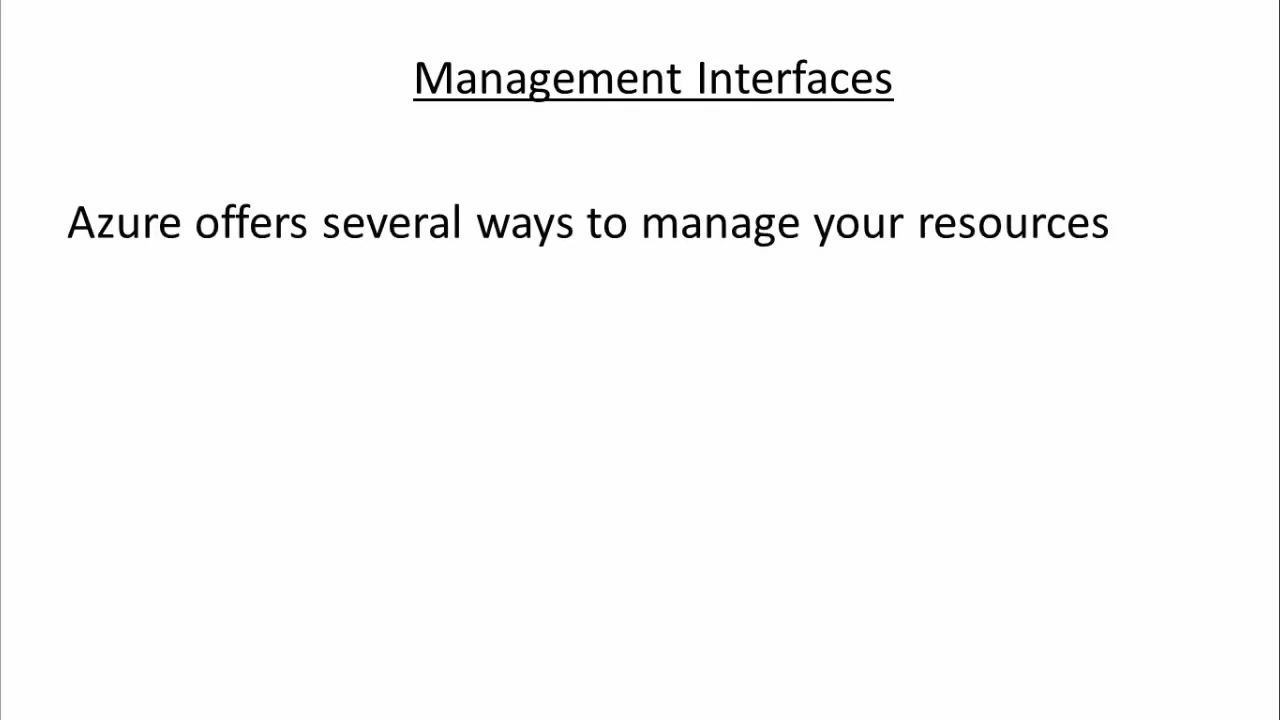 Management Interfaces
Azure offers several ways to manage your resources